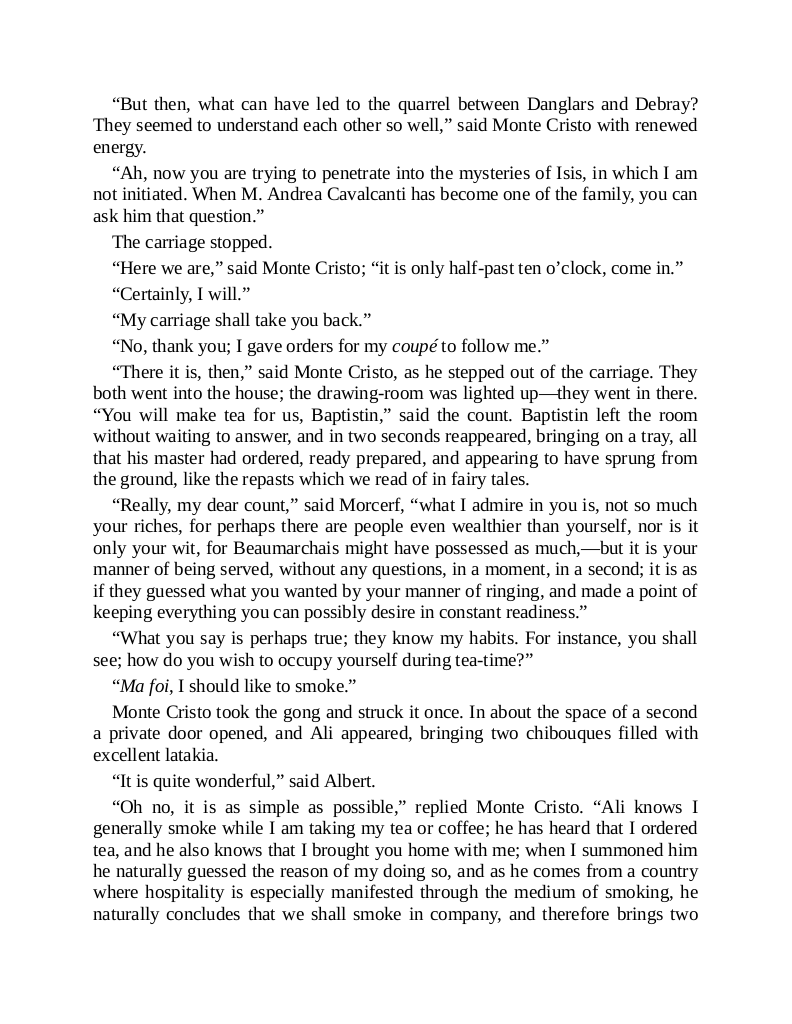 “But then, what can have led to the quarrel between Danglars and Debray?
They seemed to understand each other so well,” said Monte Cristo with renewed
energy.
“Ah, now you are trying to penetrate into the mysteries of Isis, in which I am
not initiated. When M. Andrea Cavalcanti has become one of the family, you can
ask him that question.”
The carriage stopped.
“Here we are,” said Monte Cristo; “it is only half-past ten o’clock, come in.”
“Certainly, I will.”
“My carriage shall take you back.”
“No, thank you; I gave orders for my coupé to follow me.”
“There it is, then,” said Monte Cristo, as he stepped out of the carriage. They
both went into the house; the drawing-room was lighted up—they went in there.
“You will make tea for us, Baptistin,” said the count. Baptistin left the room
without waiting to answer, and in two seconds reappeared, bringing on a tray, all
that his master had ordered, ready prepared, and appearing to have sprung from
the ground, like the repasts which we read of in fairy tales.
“Really, my dear count,” said Morcerf, “what I admire in you is, not so much
your riches, for perhaps there are people even wealthier than yourself, nor is it
only your wit, for Beaumarchais might have possessed as much,—but it is your
manner of being served, without any questions, in a moment, in a second; it is as
if they guessed what you wanted by your manner of ringing, and made a point of
keeping everything you can possibly desire in constant readiness.”
“What you say is perhaps true; they know my habits. For instance, you shall
see; how do you wish to occupy yourself during tea-time?”
“Ma foi, I should like to smoke.”
Monte Cristo took the gong and struck it once. In about the space of a second
a private door opened, and Ali appeared, bringing two chibouques filled with
excellent latakia.
“It is quite wonderful,” said Albert.
“Oh no, it is as simple as possible,” replied Monte Cristo. “Ali knows I
generally smoke while I am taking my tea or coffee; he has heard that I ordered
tea, and he also knows that I brought you home with me; when I summoned him
he naturally guessed the reason of my doing so, and as he comes from a country
where hospitality is especially manifested through the medium of smoking, he
naturally concludes that we shall smoke in company, and therefore brings two